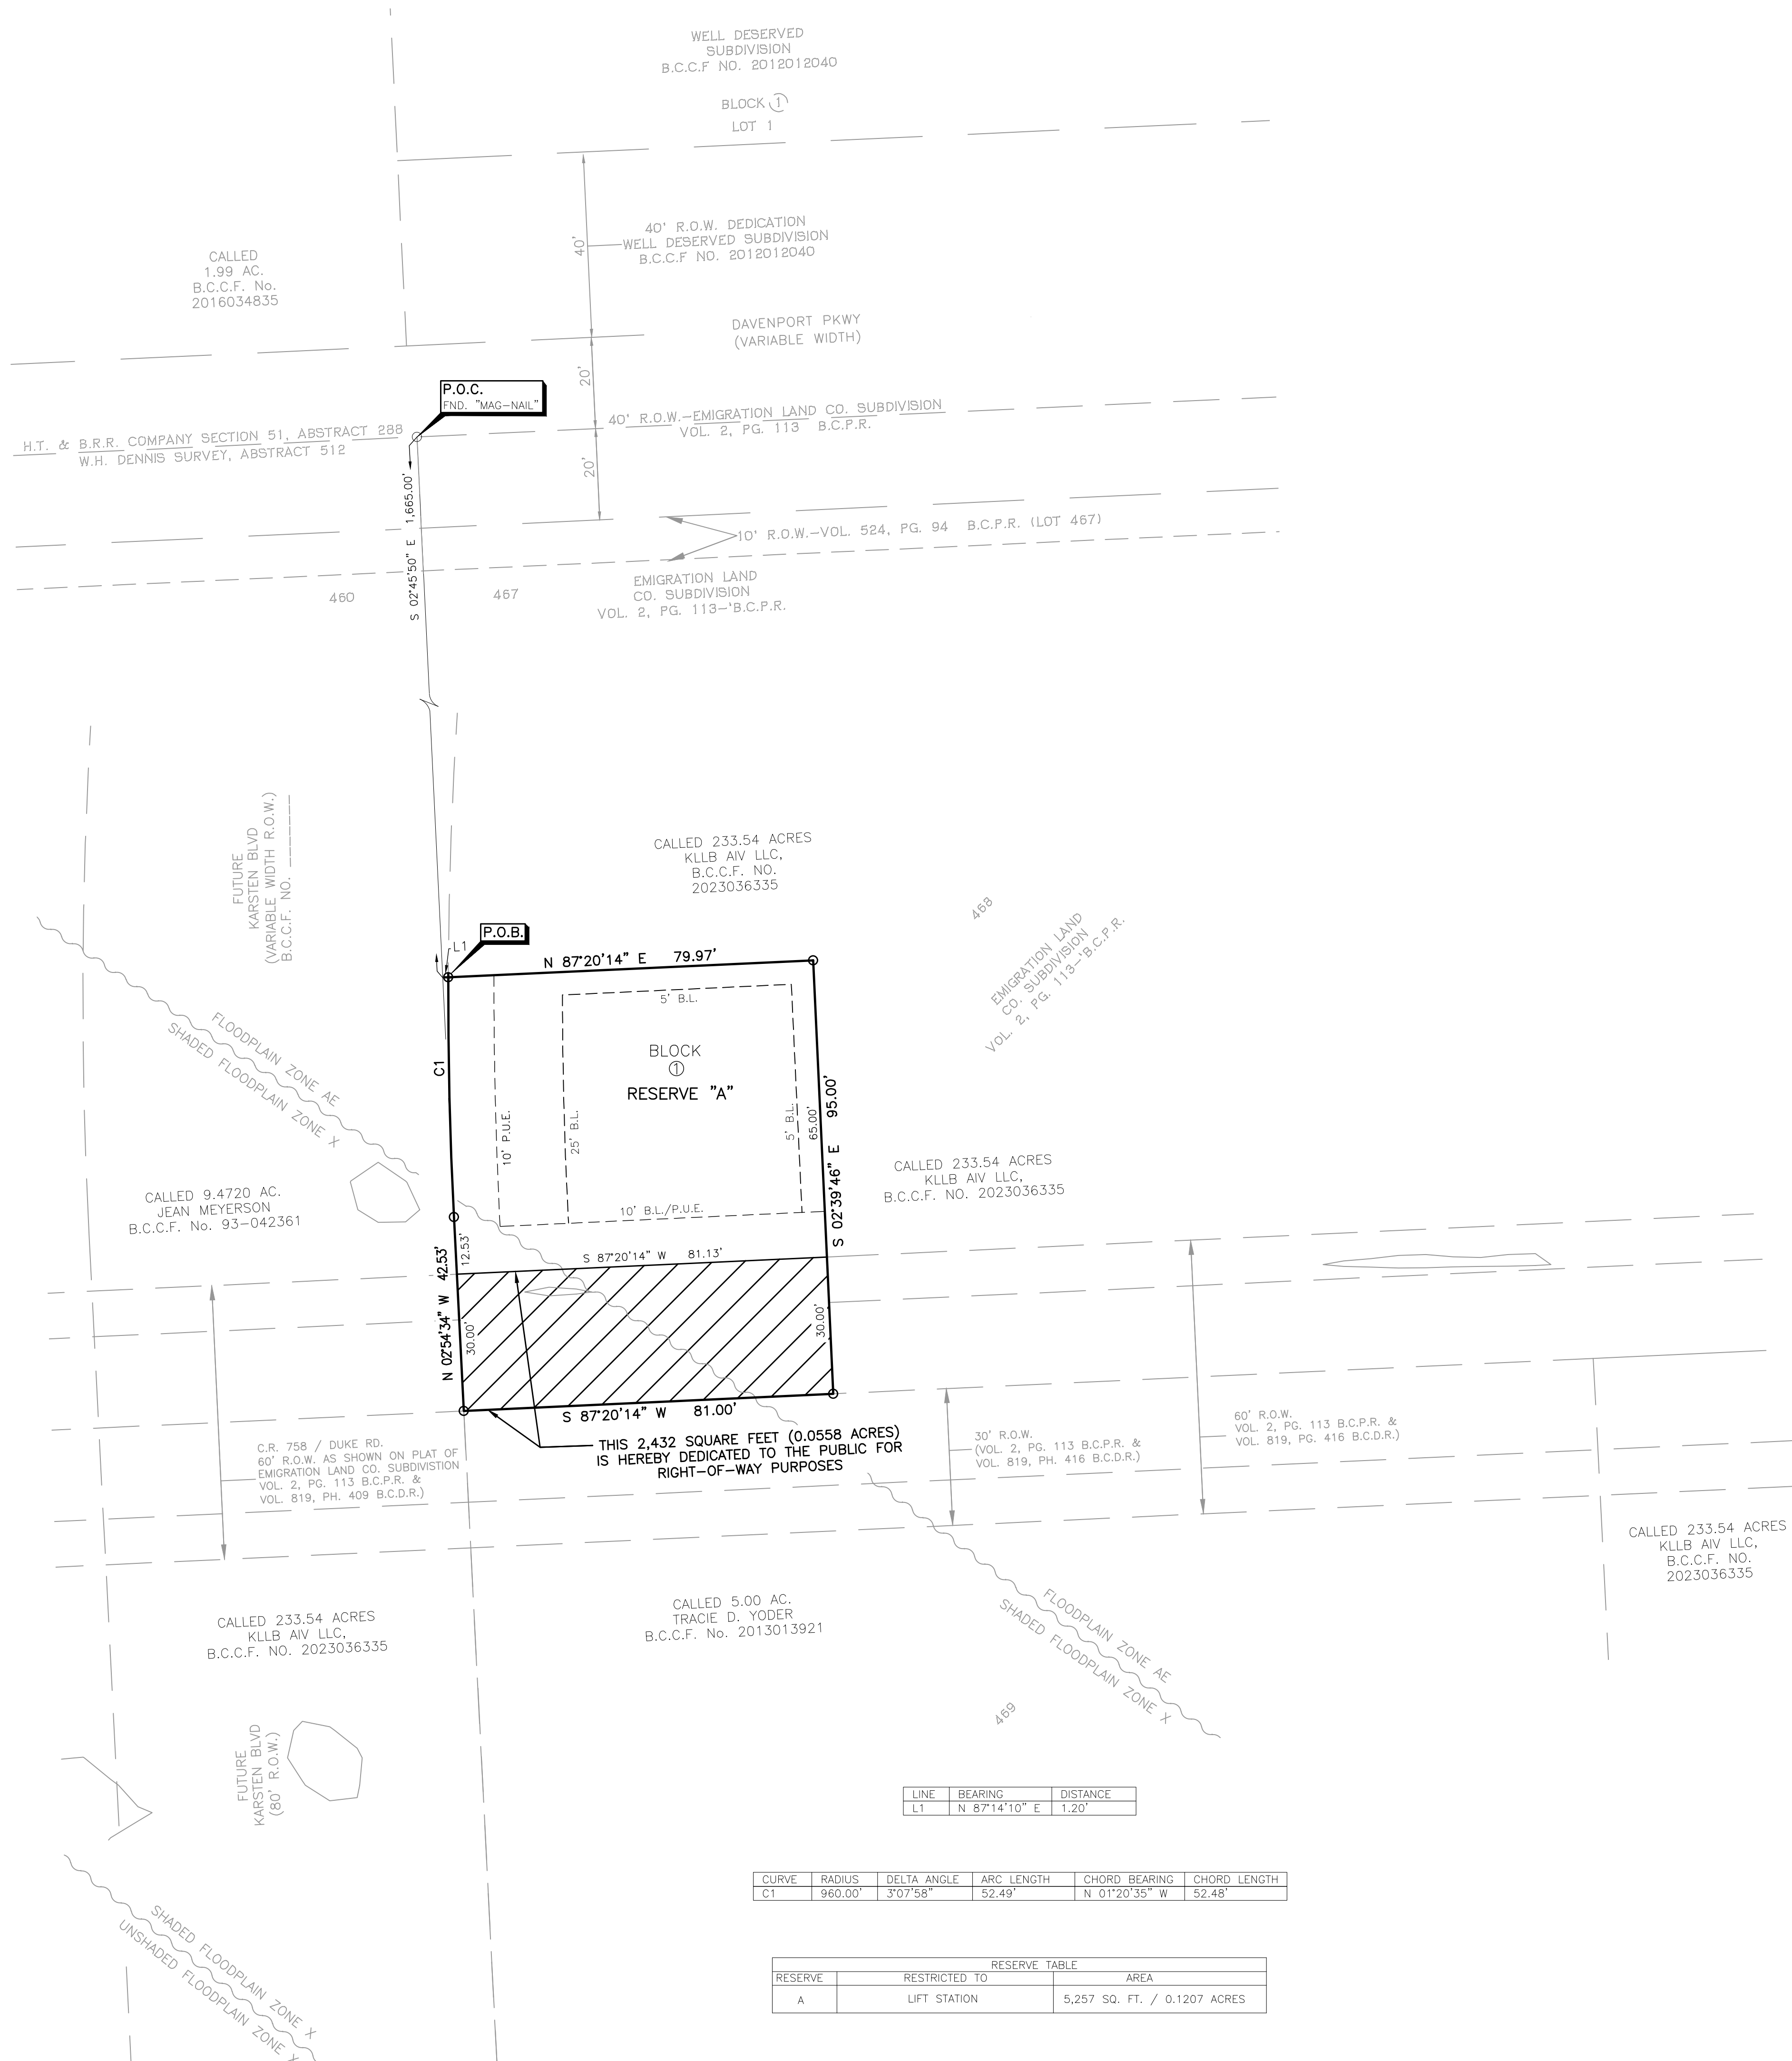 WELL DESERVED
SUBDIVISION
B.C.C.F NO. 2012012040
BLOCK 1
LOT 1
40' R.O.W. DEDICATION
WELL DESERVED SUBDIVISION
B.C.C.F NO. 2012012040
40'
CALLED
1.99 AC.
B.C.C.F. No.
2016034835
DAVENPORT PKWY
(VARIABLE WIDTH)
20'
P.O.C.
FND. "MAG-NAIL"
40' R.O.W.-EMIGRATION LAND CO. SUBDIVISION
VOL. 2, PG. 113 B.C.P.R.
H.T. & B.R.R. COMPANY SECTION 51, ABSTRACT 288
W.H. DENNIS SURVEY, ABSTRACT 512
20'
S 02°45'50" E 1,665.00'
10' R.O.W.-VOL. 524, PG. 94 B.C.P.R. (LOT 467)
460
467
EMIGRATION LAND
CO. SUBDIVISION
VOL. 2, PG. 113-'B.C.P.R.
FUTURE
KARSTEN BLVD
(VARIABLE WIDTH R.O.W.)
B.C.C.F. NO. ________
CALLED 233.54 ACRES
KLLB AIV LLC,
B.C.C.F. NO.
2023036335
468
EMIGRATION LAND
CO. SUBDIVISION
VOL. 2, PG. 113-'B.C.P.R.
P.O.B.
L1
N 87°20'14" E 79.97'
5' B.L.
BLOCK
1
RESERVE "A"
C1
10' P.U.E.
25' B.L.
5' B.L.
65.00'
S 02°39'46" E 95.00'
10' B.L./P.U.E.
FLOODPLAIN ZONE AE
SHADED FLOODPLAIN ZONE X
CALLED 9.4720 AC.
JEAN MEYERSON
B.C.C.F. No. 93-042361
CALLED 233.54 ACRES
KLLB AIV LLC,
B.C.C.F. NO. 2023036335
N 02°54'34" W 42.53'
12.53'
S 87°20'14" W 81.13'
30.00'
30.00'
S 87°20'14" W 81.00'
THIS 2,432 SQUARE FEET (0.0558 ACRES)
IS HEREBY DEDICATED TO THE PUBLIC FOR
RIGHT-OF-WAY PURPOSES
C.R. 758 / DUKE RD.
60' R.O.W. AS SHOWN ON PLAT OF
EMIGRATION LAND CO. SUBDIVISTION
VOL. 2, PG. 113 B.C.P.R. &
VOL. 819, PH. 409 B.C.D.R.)
30' R.O.W.
(VOL. 2, PG. 113 B.C.P.R. &
VOL. 819, PH. 416 B.C.D.R.)
60' R.O.W.
VOL. 2, PG. 113 B.C.P.R. &
VOL. 819, PG. 416 B.C.D.R.)
CALLED 233.54 ACRES
KLLB AIV LLC,
B.C.C.F. NO.
2023036335
CALLED 233.54 ACRES
KLLB AIV LLC,
B.C.C.F. NO. 2023036335
CALLED 5.00 AC.
TRACIE D. YODER
B.C.C.F. No. 2013013921
FLOODPLAIN ZONE AE
SHADED FLOODPLAIN ZONE X
469
FUTURE
KARSTEN BLVD
(80' R.O.W.)
LINE BEARING DISTANCE
L1 N 87°14'10" E 1.20'
CURVE RADIUS DELTA ANGLE ARC LENGTH CHORD BEARING CHORD LENGTH
C1 960.00' 3°07'58" 52.49' N 01°20'35" W 52.48'
SHADED FLOODPLAIN ZONE X
UNSHADED FLOODPLAIN ZONE X
RESERVE TABLE
RESERVE RESTRICTED TO AREA
A LIFT STATION 5,257 SQ. FT. / 0.1207 ACRES